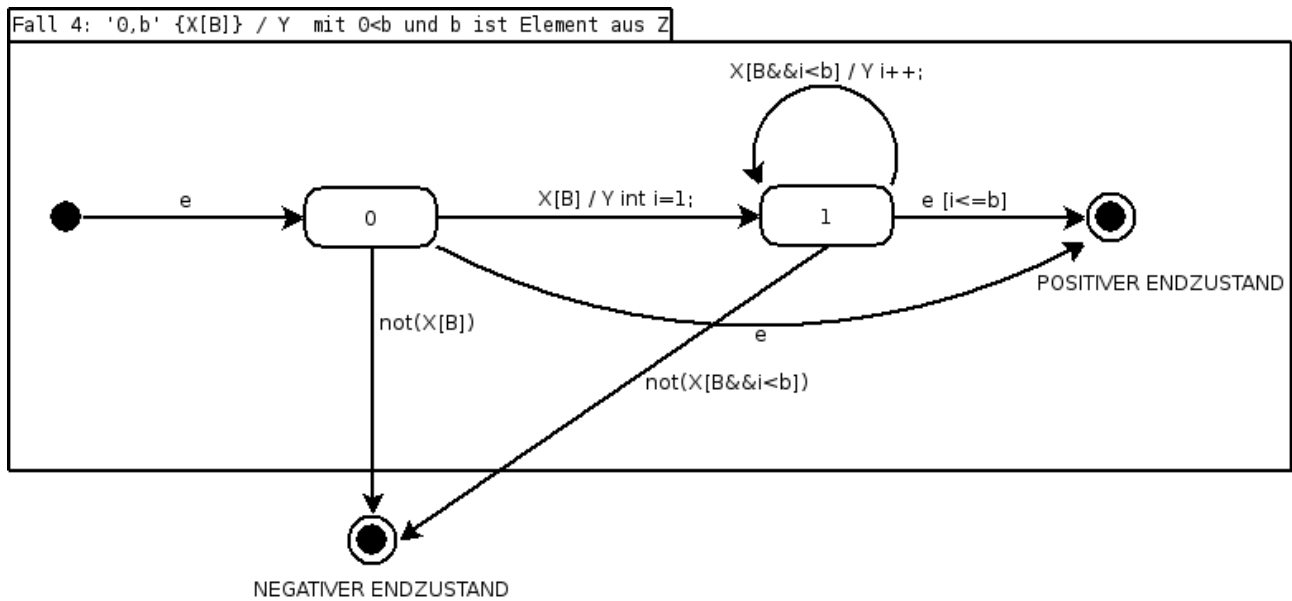 Fall 4: '0,b' {X[B]} / Y  mit 0<b und b ist Element aus Z
X[B&&i<b] / Y i++;
e
0
X[B] / Y int i=1;
1
e [i<=b]
POSITIVER ENDZUSTAND
not(X[B])
e
not(X[B&&i<b])
NEGATIVER ENDZUSTAND